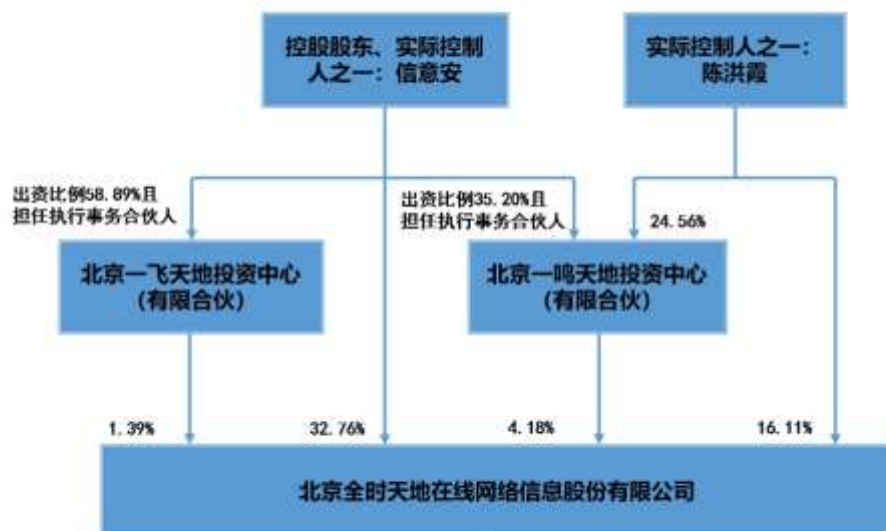 控股股东、实际控制
人之一：信意安
实际控制人之一：
陈洪霞
出资比例58.89%且
担任执行事务合伙人
出资比例35.20%且
担任执行事务合伙人
24.56%
北京一飞天地投资中心
（有限合伙）
北京一鸣天地投资中心
（有限合伙）
1.39%
32.76%
4.18%
16.11%
北京全时天地在线网络信息股份有限公司